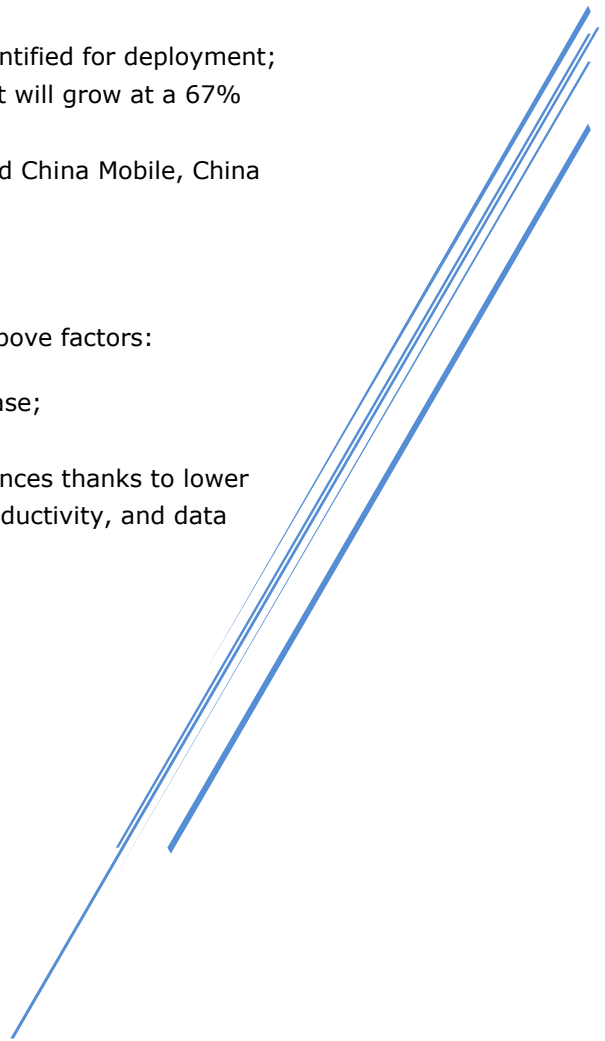 ntified for deployment;
t will grow at a 67%
d China Mobile, China
bove factors:
ase;
nces thanks to lower
ductivity, and data